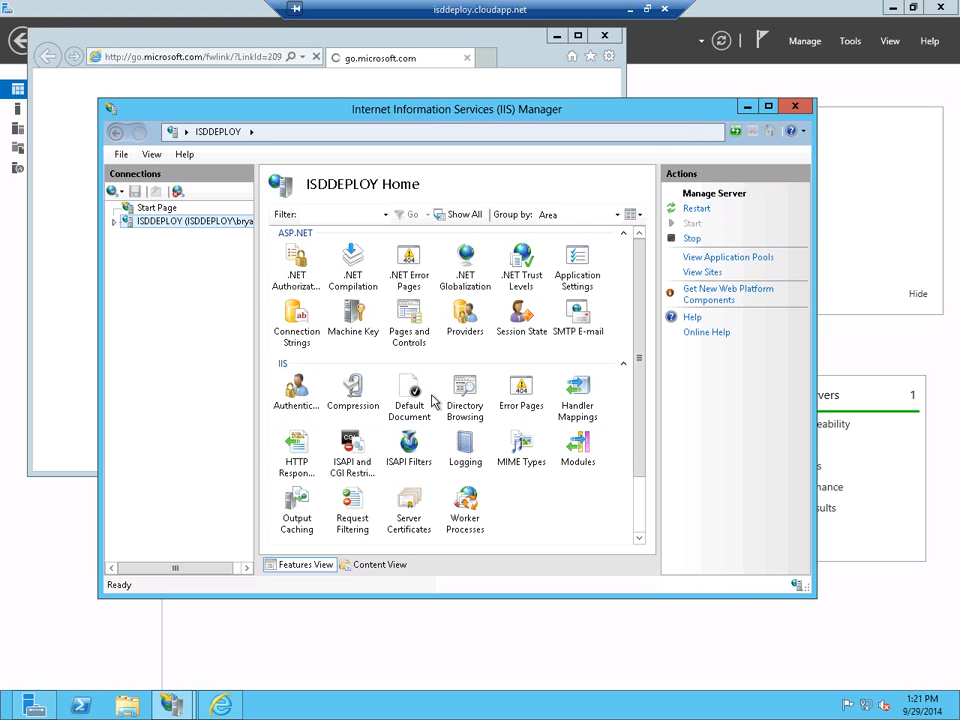 isddeploy.cloudapp.net
http://go.microsoft.com/fwlink/?LinkId=209
go.microsoft.com
Manage Tools View Help
Internet Information Services (IIS) Manager
ISDDEPLOY
File View Help
Connections
Start Page
ISDDEPLOY (ISDDEPLOY\brya
ISDDEPLOY Home
Filter: Go Show All Group by: Area
ASP.NET
.NET Authorizat...
.NET Compilation
.NET Error Pages
.NET Globalization
.NET Trust Levels
Application Settings
Connection Strings
Machine Key
Pages and Controls
Providers
Session State
SMTP E-mail
IIS
Authentic...
Compression
Default Document
Directory Browsing
Error Pages
Handler Mappings
HTTP Respon...
ISAPI and CGI Restri...
ISAPI Filters
Logging
MIME Types
Modules
Output Caching
Request Filtering
Server Certificates
Worker Processes
Features View Content View
Ready
Actions
Manage Server
Restart
Start
Stop
View Application Pools
View Sites
Get New Web Platform Components
Help
Online Help
Hide
rvers 1
eability
s
nance
sults
1:21 PM
9/29/2014